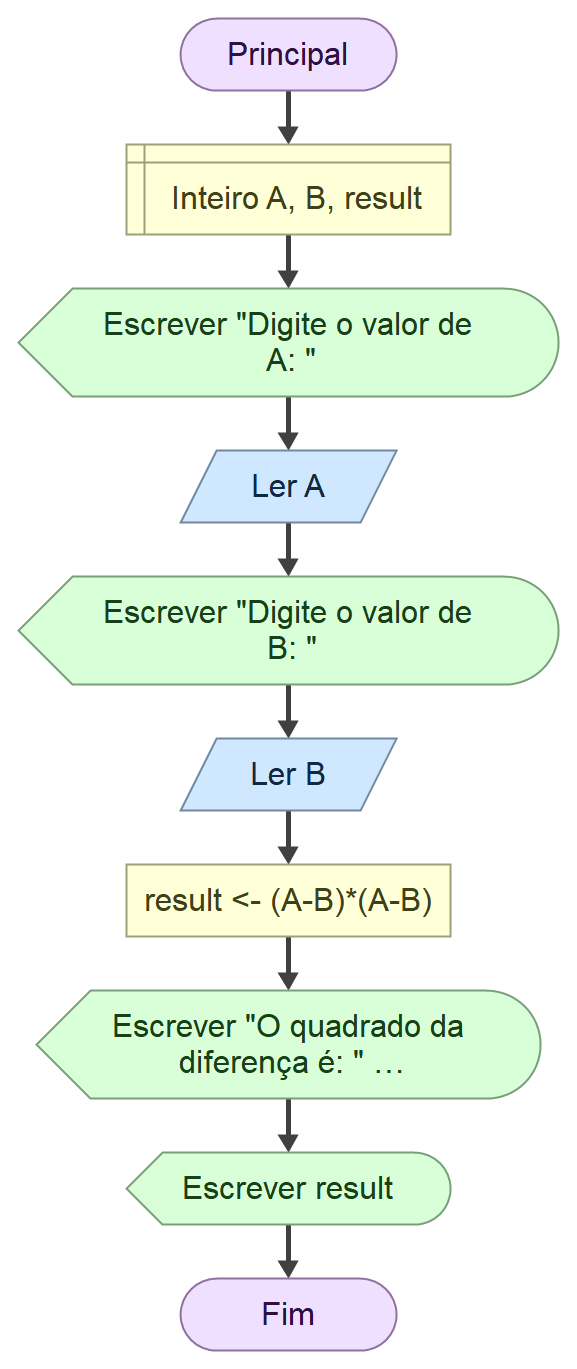 Principal
Inteiro A, B, result
Escrever "Digite o valor de
A: "
Ler A
Escrever "Digite o valor de
B: "
Ler B
result <- (A-B)*(A-B)
Escrever "O quadrado da
diferença é: " …
Escrever result
Fim